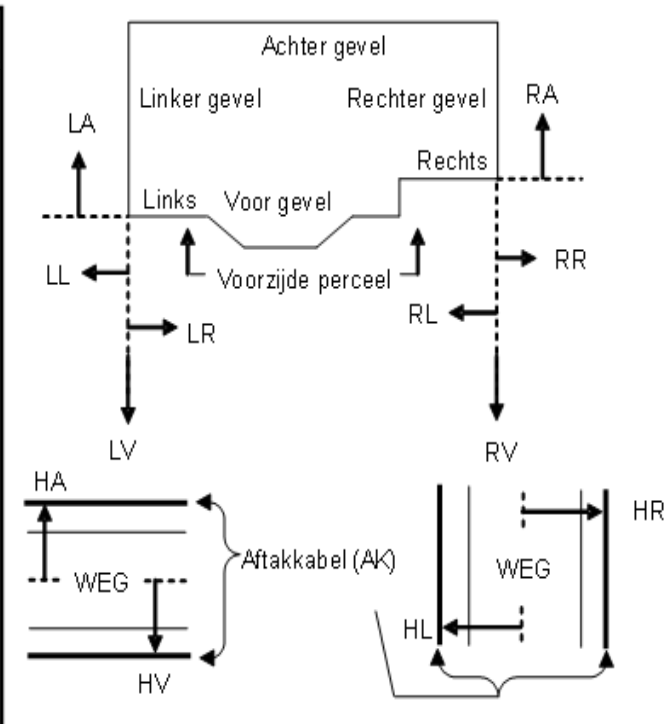 Achter gevel
Linker gevel
Rechter gevel
LA
RA
Rechts
Links
Voor gevel
LL
Voorzijde perceel
RR
RL
LR
LV
RV
HA
HR
Aftakkabel (AK)
WEG
WEG
HL
HV